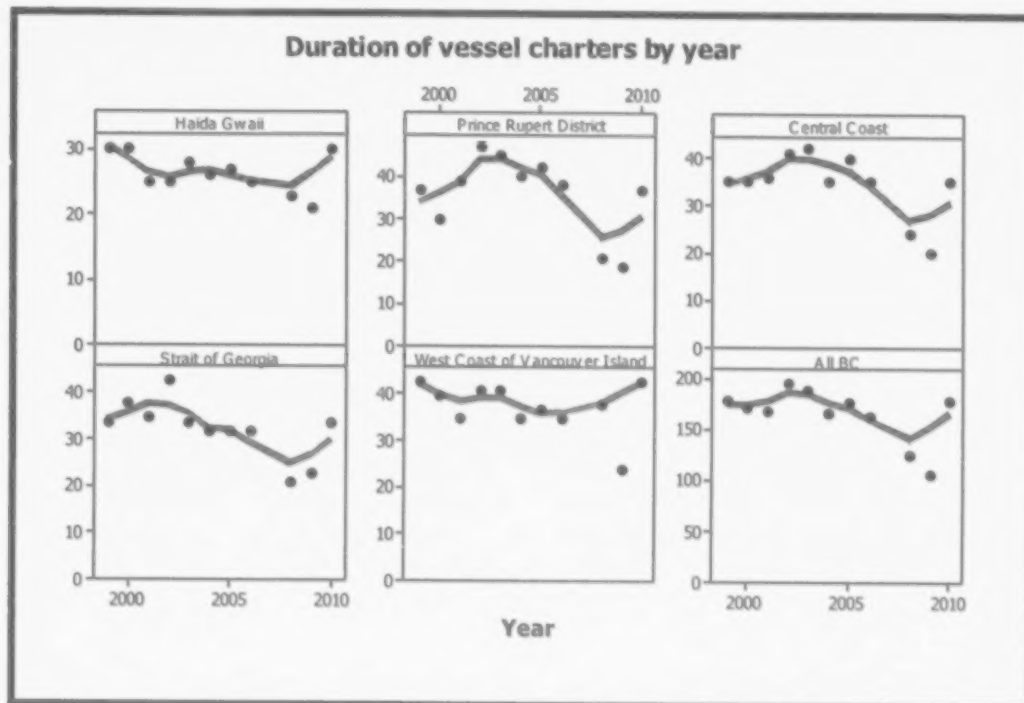 Duration of vessel charters by year
2000 2005 2010
Haida Gwaii Prince Rupert District Central Coast
30 40 40
20 30 30
10 20 20
0 10 10
0 0
Strait of Georgia West Coast of Vancouver Island All BC
40 40 200
30 30 150
20 20 100
10 10 50
0 0 0
2000 2005 2010 2000 2005 2010
Year